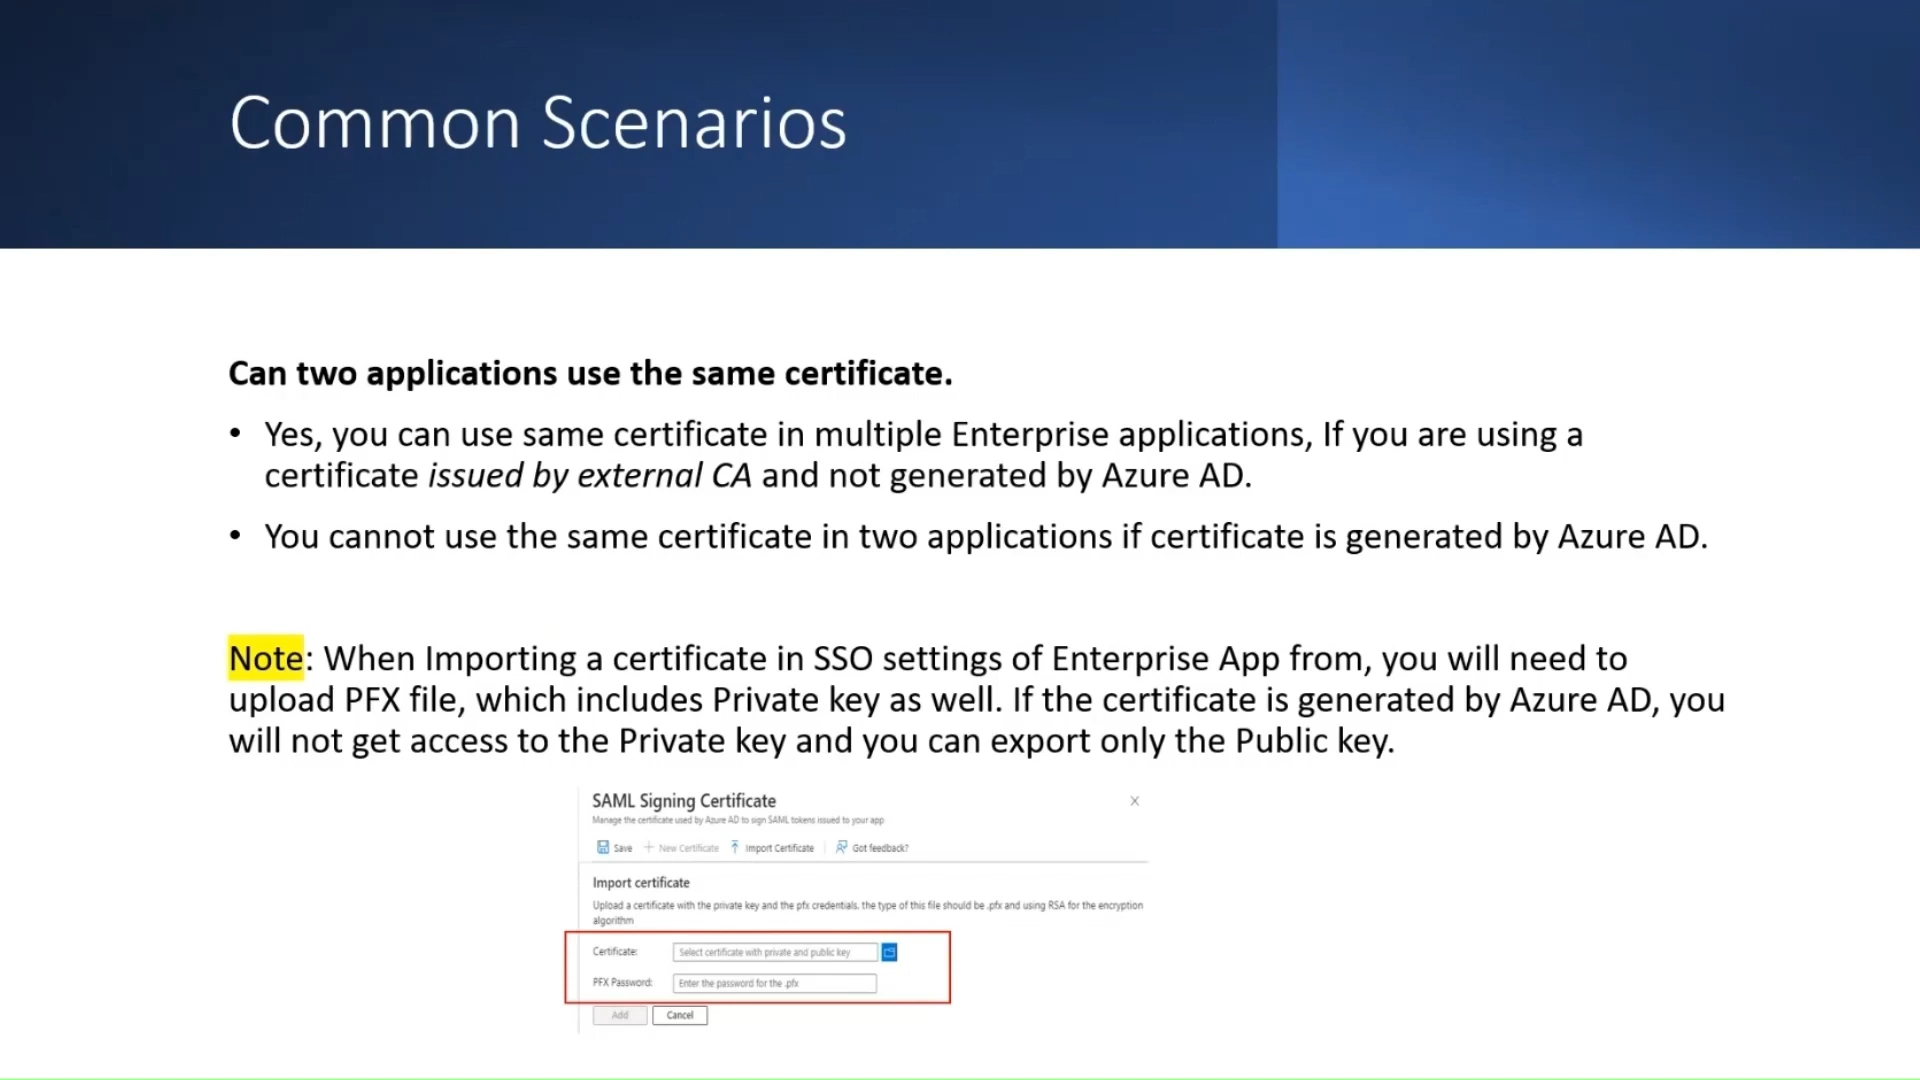 Common Scenarios
Can two applications use the same certificate.
• Yes, you can use same certificate in multiple Enterprise applications, If you are using a
certificate issued by external CA and not generated by Azure AD.
• You cannot use the same certificate in two applications if certificate is generated by Azure AD.
Note: When Importing a certificate in SSO settings of Enterprise App from, you will need to
upload PFX file, which includes Private key as well. If the certificate is generated by Azure AD, you
will not get access to the Private key and you can export only the Public key.
SAML Signing Certificate
Manage the certificate used by Azure AD to sign SAML tokens issued to your app
Save New Certificate Import Certificate Got feedback?
Import certificate
Upload a certificate with the private key and the pfx credentials, the type of this file should be .pfx and using RSA for the encryption
algorithm
Certificate: Select certificate with private and public key
PFX Password: Enter the password for the .pfx
Add Cancel